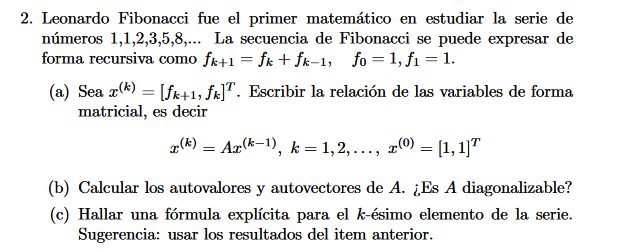 2. Leonardo Fibonacci fue el primer matemático en estudiar la serie de
números 1,1,2,3,5,8,... La secuencia de Fibonacci se puede expresar de
forma recursiva como $f_{k+1} = f_k + f_{k-1}$, $f_0 = 1, f_1 = 1$.
(a) Sea $x^{(k)} = [f_{k+1}, f_k]^T$. Escribir la relación de las variables de forma
matricial, es decir
$x^{(k)} = Ax^{(k-1)}, \ k = 1, 2, \ldots, \ x^{(0)} = [1, 1]^T$
(b) Calcular los autovalores y autovectores de $A$. ¿Es $A$ diagonalizable?
(c) Hallar una fórmula explícita para el $k$-ésimo elemento de la serie.
Sugerencia: usar los resultados del item anterior.